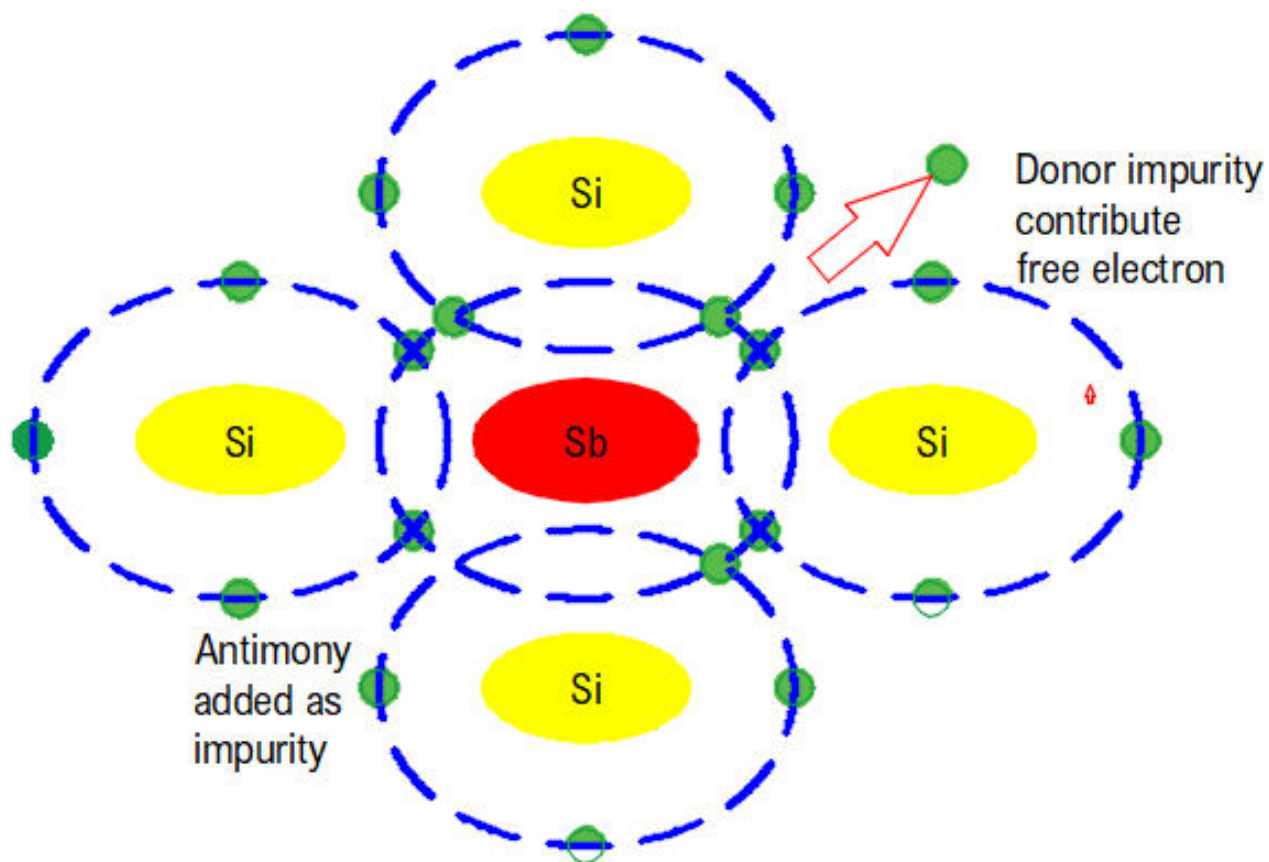 Si
Donor impurity
contribute
free electron
Si
Sb
Si
Antimony
added as
impurity
Si